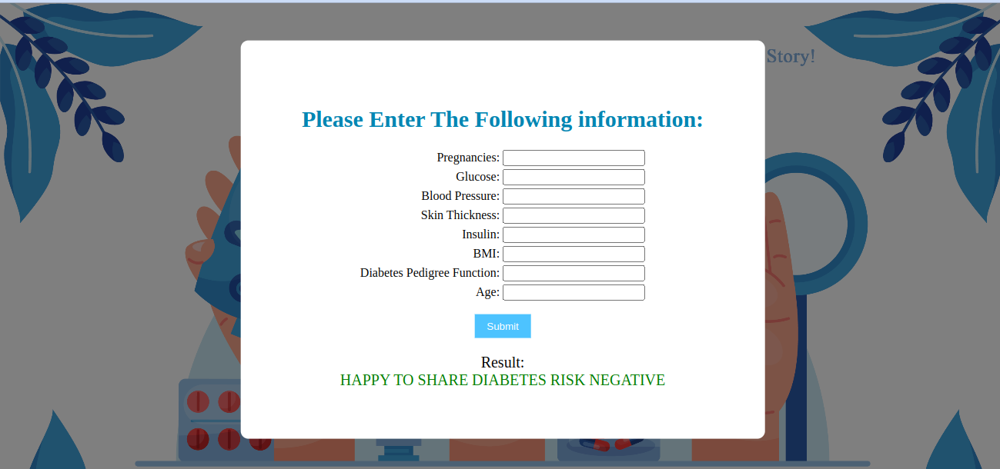 Story!
Please Enter The Following information:
Pregnancies:
Glucose:
Blood Pressure:
Skin Thickness:
Insulin:
BMI:
Diabetes Pedigree Function:
Age:
Submit
Result:
HAPPY TO SHARE DIABETES RISK NEGATIVE